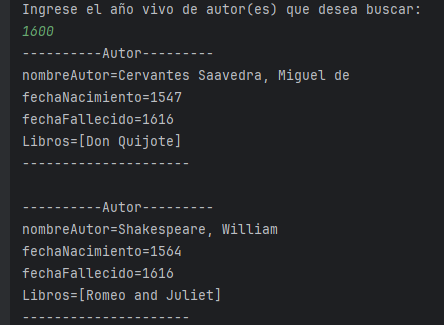 Ingrese el año vivo de autor(es) que desea buscar:
1600
----------Autor---------
nombreAutor=Cervantes Saavedra, Miguel de
fechaNacimiento=1547
fechaFallecido=1616
Libros=[Don Quijote]
---------------------
----------Autor---------
nombreAutor=Shakespeare, William
fechaNacimiento=1564
fechaFallecido=1616
Libros=[Romeo and Juliet]
---------------------